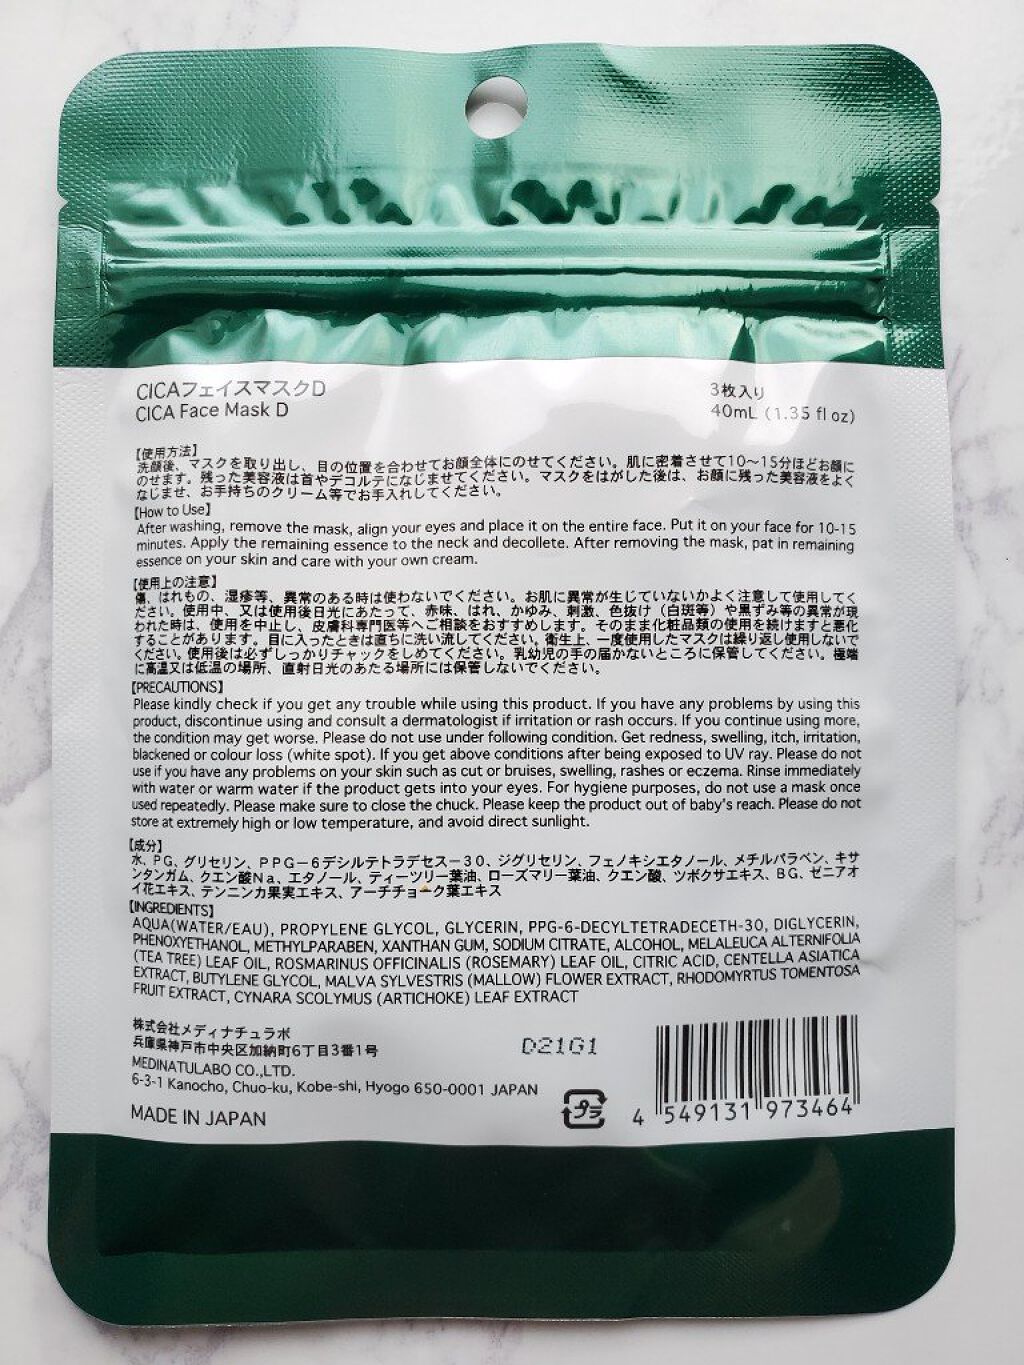 CICAフェイスマスクD
3枚入り
CICA Face Mask D
40mL (1.35 fl oz)
【使用方法】
洗顔後、マスクを取り出し、目の位置を合わせてお顔全体にのせてください。肌に密着させて10〜15分ほどお顔に
のせます。残った美容液は首やデコルテになじませてください。マスクをはがした後は、お顔に残った美容液をよく
なじませ、お手持ちのクリーム等でお手入れしてください。
【How to Use】
After washing, remove the mask, align your eyes and place it on the entire face. Put it on your face for 10-15
minutes. Apply the remaining essence to the neck and decollete. After removing the mask, pat in remaining
essence on your skin and care with your own cream.
【使用上の注意】
傷、はれもの、湿疹等、異常のある時は使わないでください。お肌に異常が生じていないかよく注意して使用してく
ださい。使用中、又は使用後日光にあたって、赤味、はれ、かゆみ、刺激、色抜け（白斑等）や黒ずみ等の異常が現
われた時は、使用を中止し、皮膚科専門医等へご相談をおすすめします。そのまま化粧品類の使用を続けますと悪化
することがあります。目に入ったときは直ちに洗い流してください。衛生上、一度使用したマスクは繰り返し使用しないで
ください。使用後は必ずしっかりチャックをしめてください。乳幼児の手の届かないところに保管してください。極端
に高温又は低温の場所、直射日光のあたる場所には保管しないでください。
【PRECAUTIONS】
Please kindly check if you get any trouble while using this product. If you have any problems by using this
product, discontinue using and consult a dermatologist if irritation or rash occurs. If you continue using more,
the condition may get worse. Please do not use under following condition. Get redness, swelling, itch, irritation,
blackened or colour loss (white spot). If you get above conditions after being exposed to UV ray. Please do not
use if you have any problems on your skin such as cut or bruises, swelling, rashes or eczema. Rinse immediately
with water or warm water if the product gets into your eyes. For hygiene purposes, do not use a mask once
used repeatedly. Please make sure to close the chuck. Please keep the product out of baby's reach. Please do not
store at extremely high or low temperature, and avoid direct sunlight.
【成分】
水、PG、グリセリン、PPG－6デシルテトラデセス－30、ジグリセリン、フェノキシエタノール、メチルパラベン、キサ
ンタンガム、クエン酸Na、エタノール、ティーツリー葉油、ローズマリー葉油、クエン酸、ツボクサエキス、BG、ゼニアオ
イ花エキス、テンニンカ果実エキス、アーチチョーク葉エキス
【INGREDIENTS】
AQUA(WATER/EAU), PROPYLENE GLYCOL, GLYCERIN, PPG-6-DECYLTETRADECETH-30, DIGLYCERIN,
PHENOXYETHANOL, METHYLPARABEN, XANTHAN GUM, SODIUM CITRATE, ALCOHOL, MELALEUCA ALTERNIFOLIA
(TEA TREE) LEAF OIL, ROSMARINUS OFFICINALIS (ROSEMARY) LEAF OIL, CITRIC ACID, CENTELLA ASIATICA
EXTRACT, BUTYLENE GLYCOL, MALVA SYLVESTRIS (MALLOW) FLOWER EXTRACT, RHODOMYRTUS TOMENTOSA
FRUIT EXTRACT, CYNARA SCOLYMUS (ARTICHOKE) LEAF EXTRACT
株式会社メディナチュラボ
兵庫県神戸市中央区加納町6丁目3番1号
MEDINATULABO CO.,LTD.
6-3-1 Kanocho, Chuo-ku, Kobe-shi, Hyogo 650-0001 JAPAN
MADE IN JAPAN
D21G1
プラ
4 549131 973464